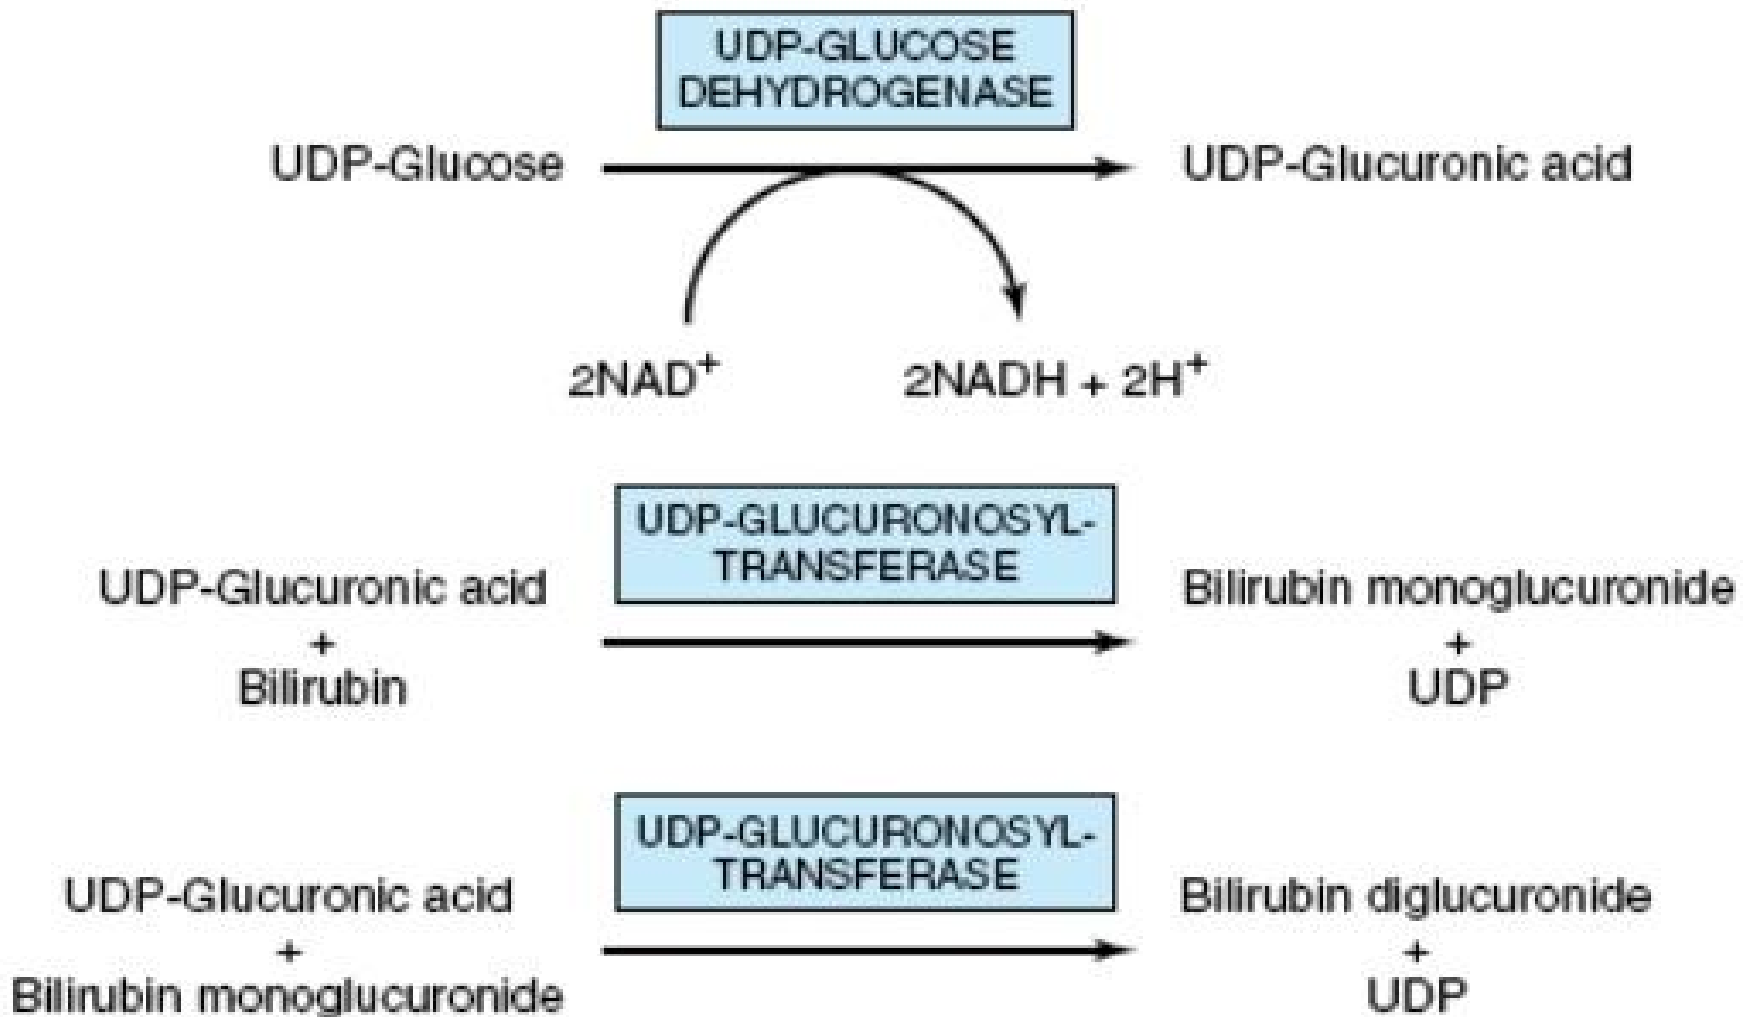 UDP-GLUCOSE
DEHYDROGENASE
UDP-Glucose
UDP-Glucuronic acid
2NAD⁺
2NADH + 2H⁺
UDP-GLUCURONOSYL-
TRANSFERASE
UDP-Glucuronic acid
+
Bilirubin
Bilirubin monoglucuronide
+
UDP
UDP-GLUCURONOSYL-
TRANSFERASE
UDP-Glucuronic acid
+
Bilirubin monoglucuronide
Bilirubin diglucuronide
+
UDP